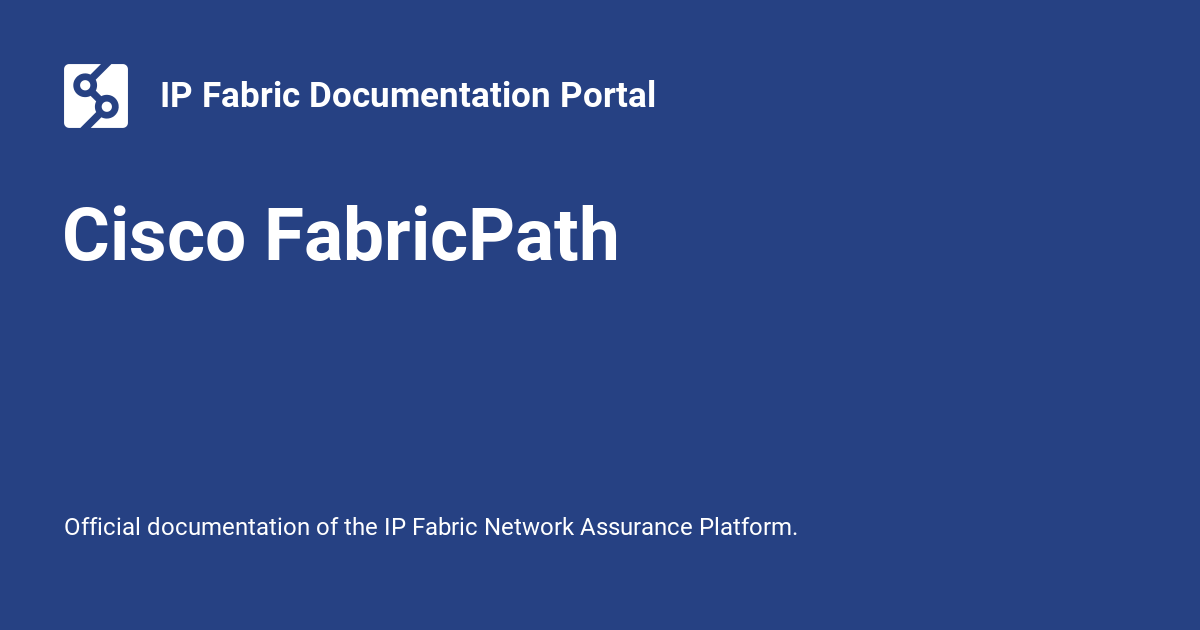 IP Fabric Documentation Portal
Cisco FabricPath
Official documentation of the IP Fabric Network Assurance Platform.